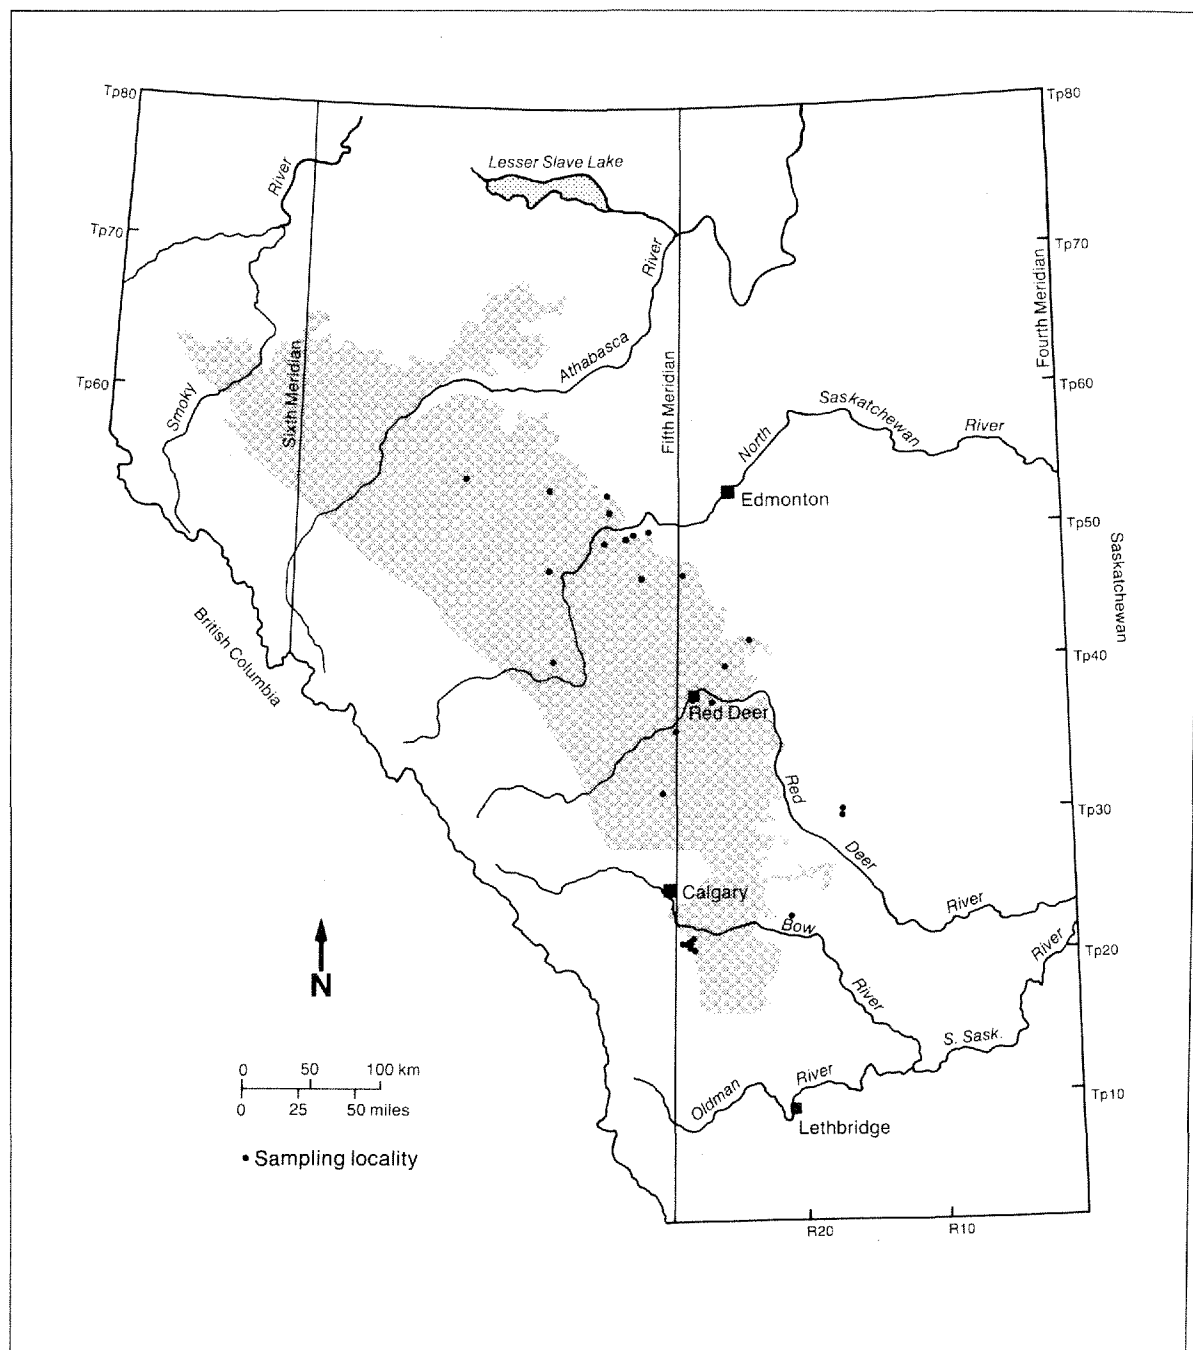 Tp80
Tp80
Lesser Slave Lake
River
Tp70
River
Tp70
Fourth Meridian
Athabasca
Fifth Meridian
Sixth Meridian
Smoky
Tp60
Tp60
Saskatchewan
River
North
Edmonton
Tp50
Saskatchewan
British Columbia
Tp40
Red Deer
Red
Tp30
Deer
Calgary
River
Bow
River
Tp20
N
River
S. Sask.
0 50 100 km
0 25 50 miles
Oldman
River
Tp10
Lethbridge
Sampling locality
R20
R10